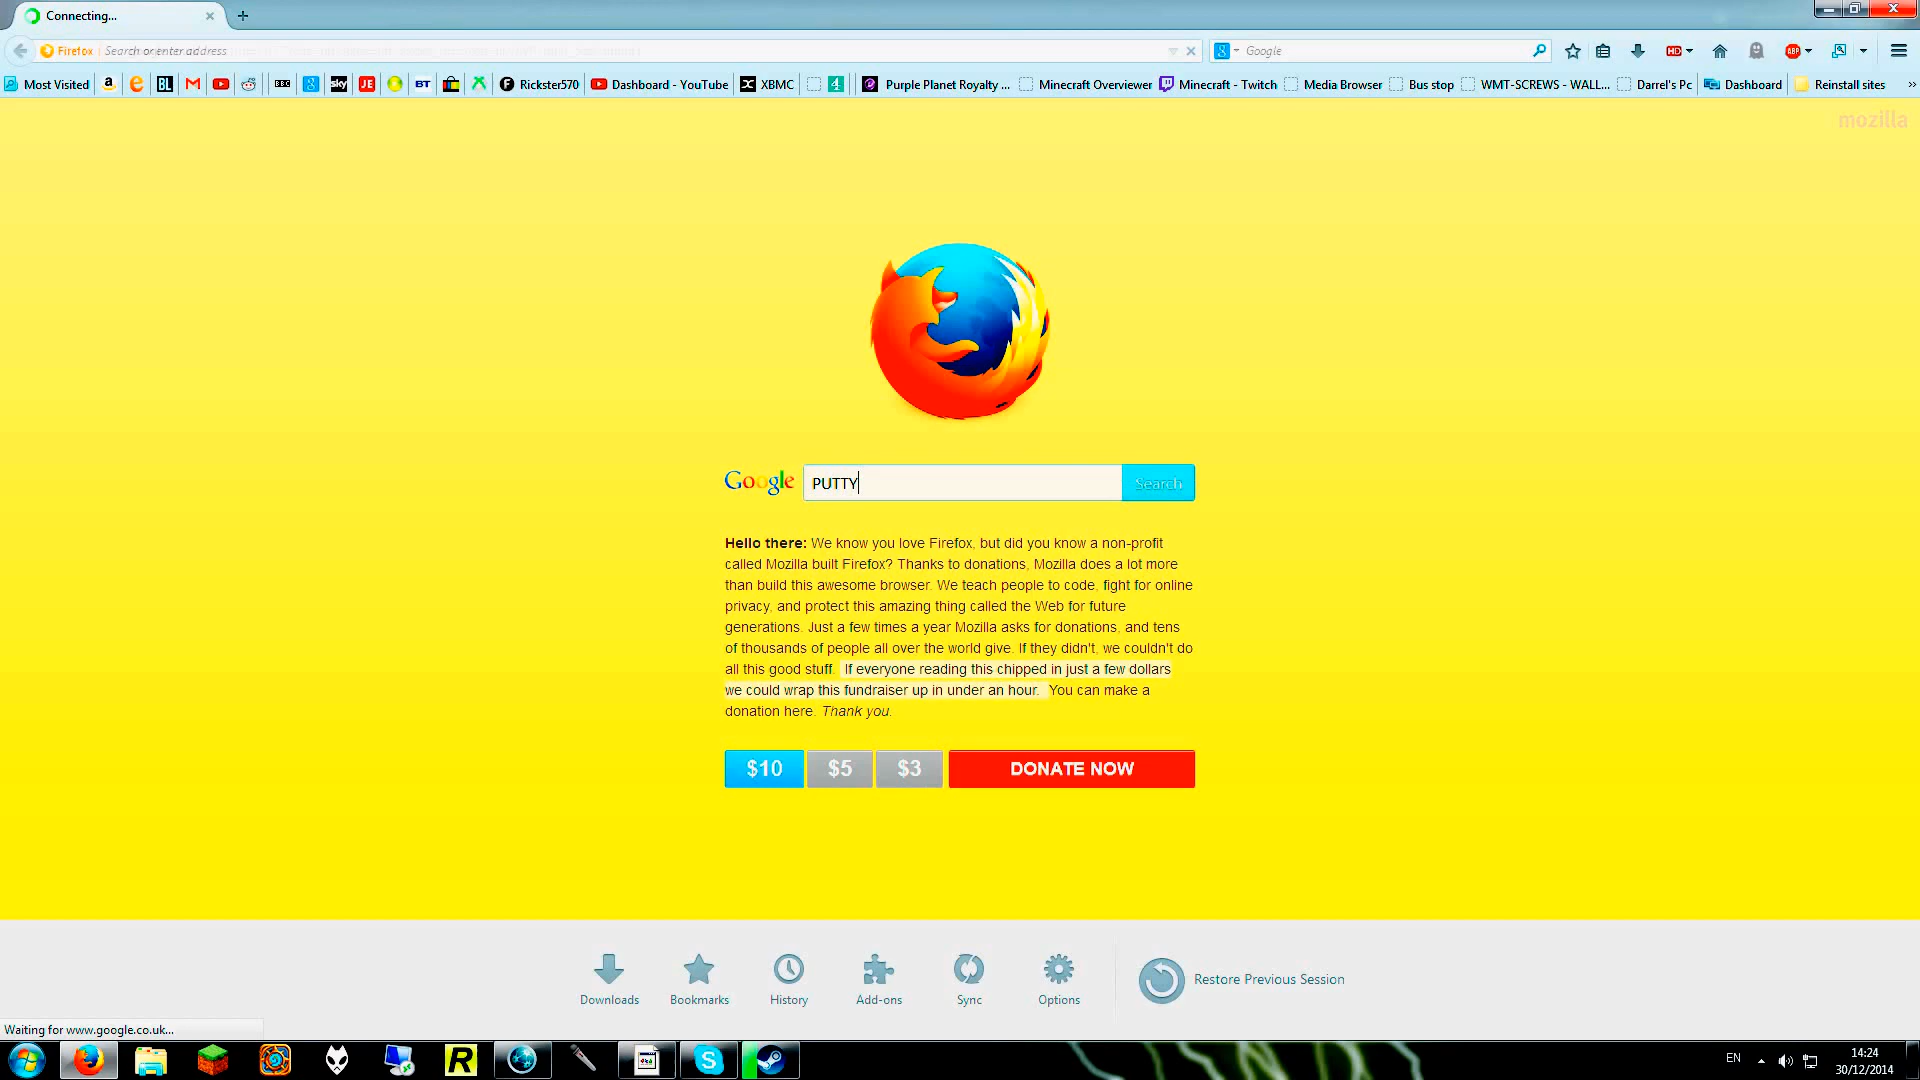 Connecting...
Firefox Search or enter address
Google
HD
ABP
Most Visited
BL
BBC
sky
JE
BT
Rickster570
Dashboard - YouTube
XBMC
4
Purple Planet Royalty ...
Minecraft Overviewer
Minecraft - Twitch
Media Browser
Bus stop
WMT-SCREWS - WALL...
Darrel's Pc
Dashboard
Reinstall sites
mozilla
Google PUTTY Search
Hello there: We know you love Firefox, but did you know a non-profit
called Mozilla built Firefox? Thanks to donations, Mozilla does a lot more
than build this awesome browser. We teach people to code, fight for online
privacy, and protect this amazing thing called the Web for future
generations. Just a few times a year Mozilla asks for donations, and tens
of thousands of people all over the world give. If they didn't, we couldn't do
all this good stuff. If everyone reading this chipped in just a few dollars
we could wrap this fundraiser up in under an hour. You can make a
donation here. Thank you.
$10 $5 $3 DONATE NOW
Downloads
Bookmarks
History
Add-ons
Sync
Options
Restore Previous Session
Waiting for www.google.co.uk...
R
EN
14:24
30/12/2014